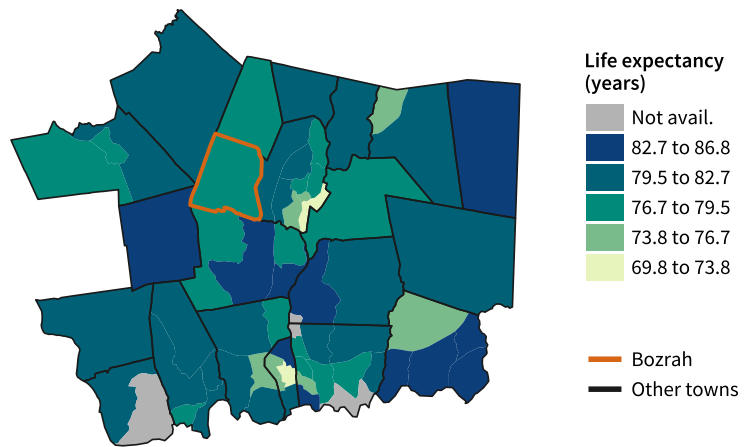 Life expectancy
(years)
Not avail.
82.7 to 86.8
79.5 to 82.7
76.7 to 79.5
73.8 to 76.7
69.8 to 73.8
Bozrah
Other towns